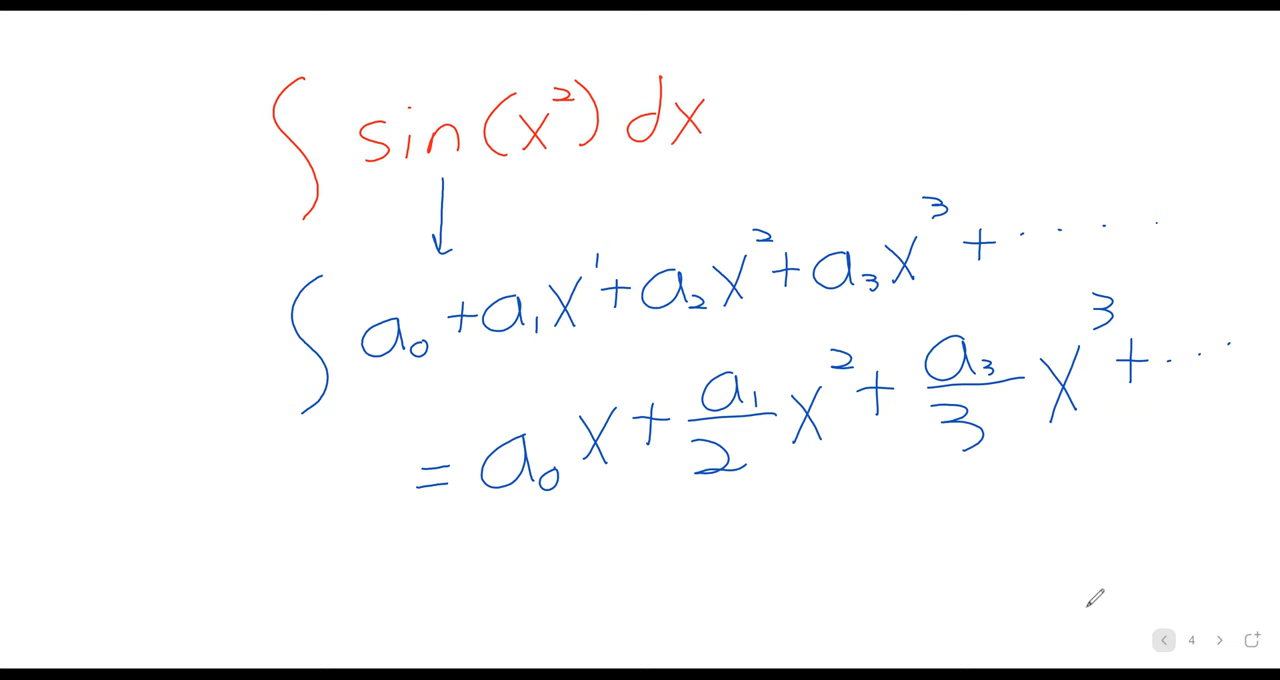 ∫ sin(x²) dx
↓
∫ a₀ + a₁x¹ + a₂x² + a₃x³ + ·····
= a₀x + a₁/2 x² + a₃/3 x³ + ···
4